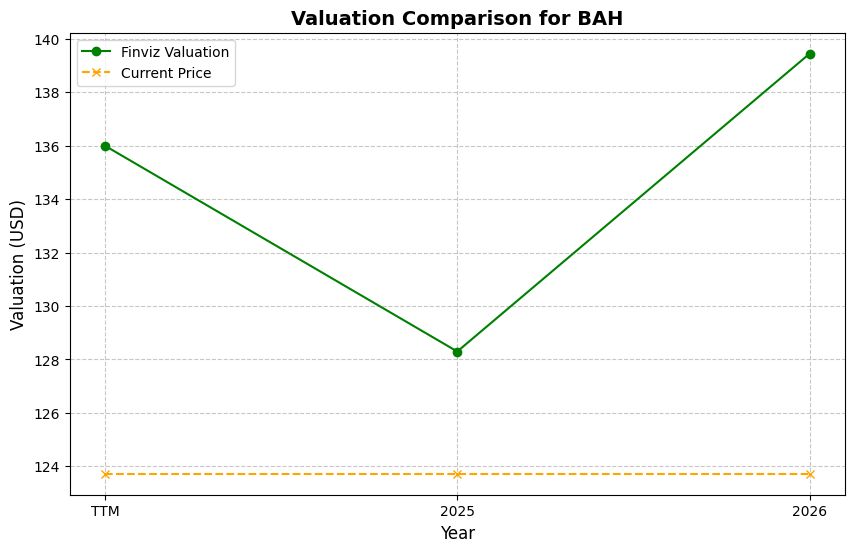 Valuation Comparison for BAH
Finviz Valuation
Current Price
140
138
136
134
132
130
128
126
124
Valuation (USD)
TTM
2025
2026
Year